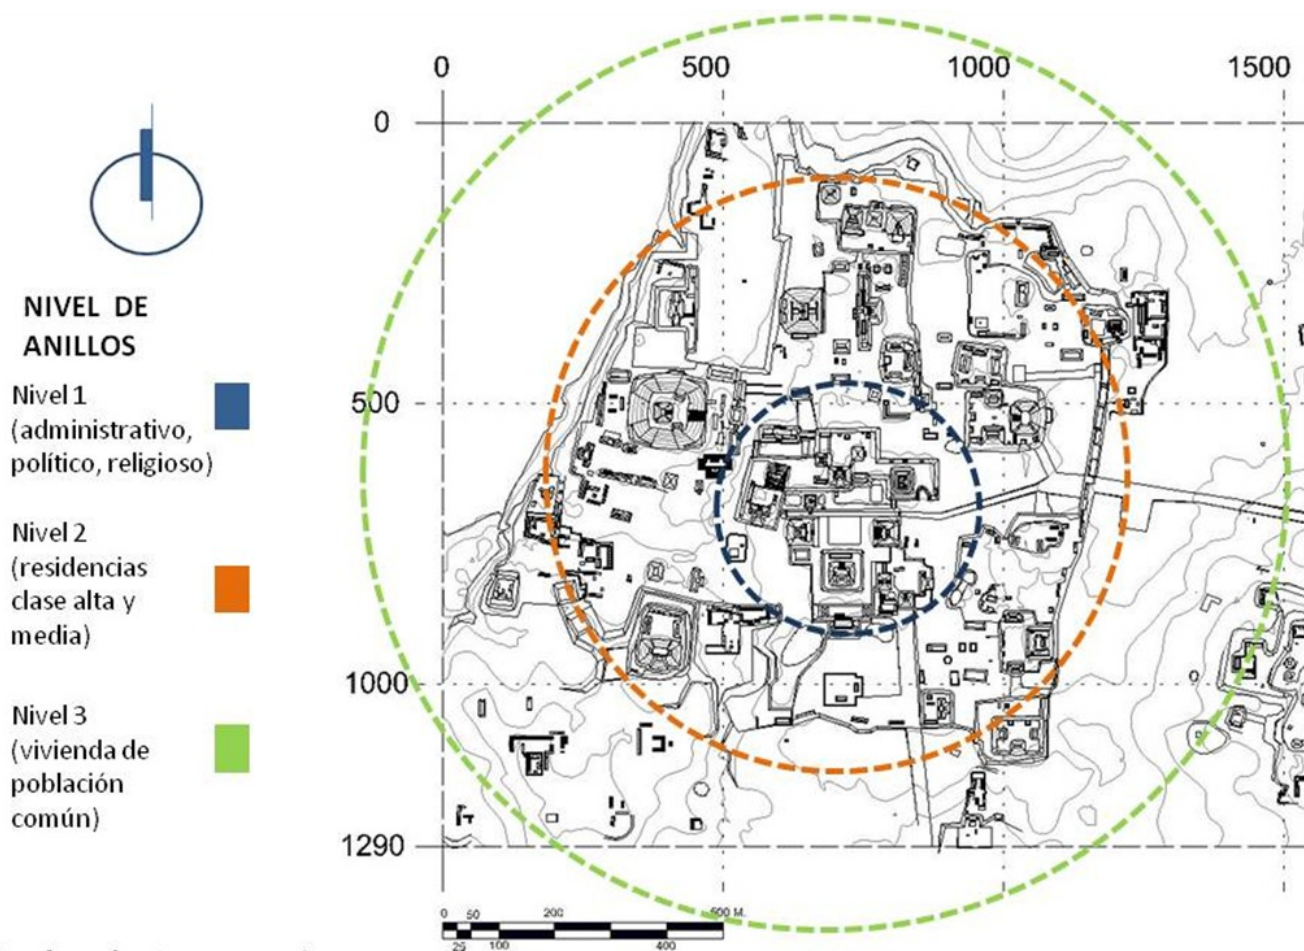 0 500 1000 1500
0
NIVEL DE
ANILLOS
Nivel 1
(administrativo,
político, religioso)
500
Nivel 2
(residencias
clase alta y
media)
1000
Nivel 3
(vivienda de
población
común)
1290
0 50 200 500 M.
25 100 400